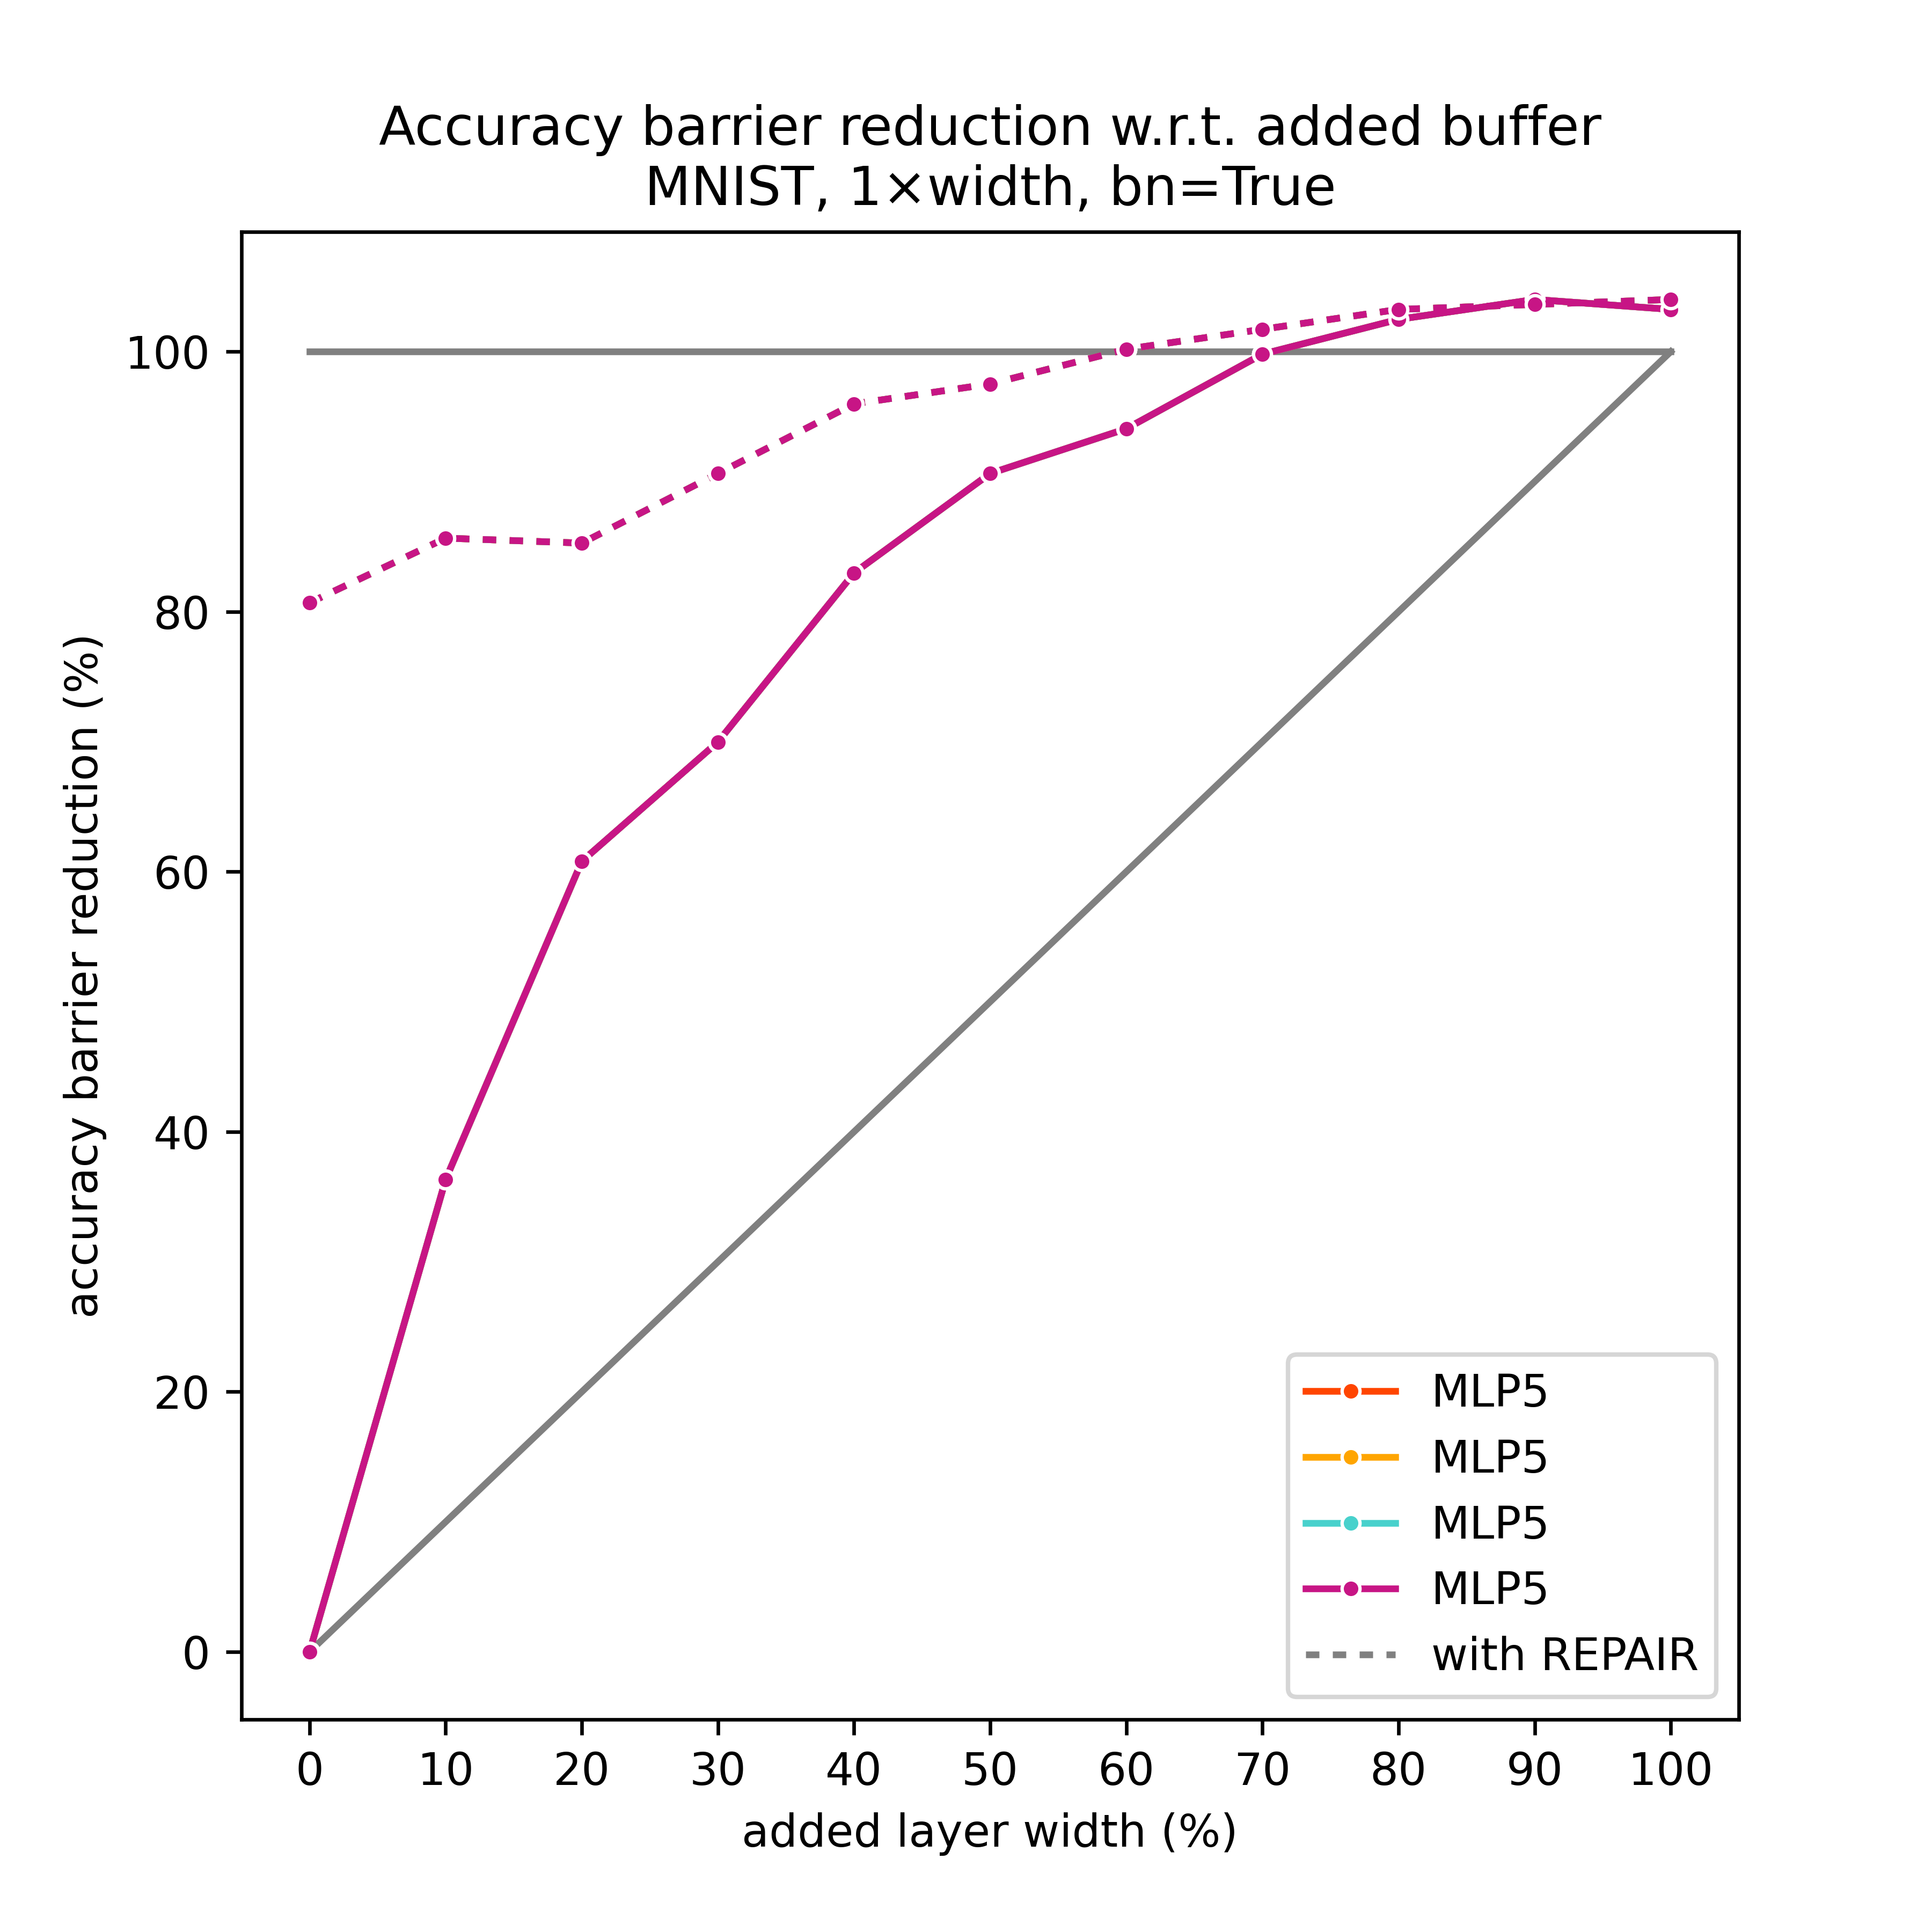 Accuracy barrier reduction w.r.t. added buffer
MNIST, 1×width, bn=True
accuracy barrier reduction (%)
100
80
60
40
20
0
0 10 20 30 40 50 60 70 80 90 100
added layer width (%)
MLP5
MLP5
MLP5
MLP5
with REPAIR